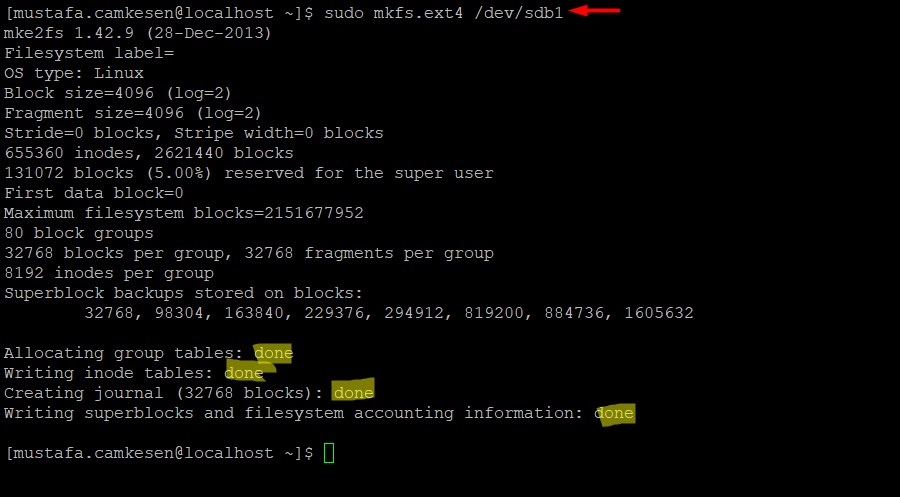 [mustafa.camkesen@localhost ~]$ sudo mkfs.ext4 /dev/sdb1
mke2fs 1.42.9 (28-Dec-2013)
Filesystem label=
OS type: Linux
Block size=4096 (log=2)
Fragment size=4096 (log=2)
Stride=0 blocks, Stripe width=0 blocks
655360 inodes, 2621440 blocks
131072 blocks (5.00%) reserved for the super user
First data block=0
Maximum filesystem blocks=2151677952
80 block groups
32768 blocks per group, 32768 fragments per group
8192 inodes per group
Superblock backups stored on blocks:
32768, 98304, 163840, 229376, 294912, 819200, 884736, 1605632
Allocating group tables: done
Writing inode tables: done
Creating journal (32768 blocks): done
Writing superblocks and filesystem accounting information: done
[mustafa.camkesen@localhost ~]$